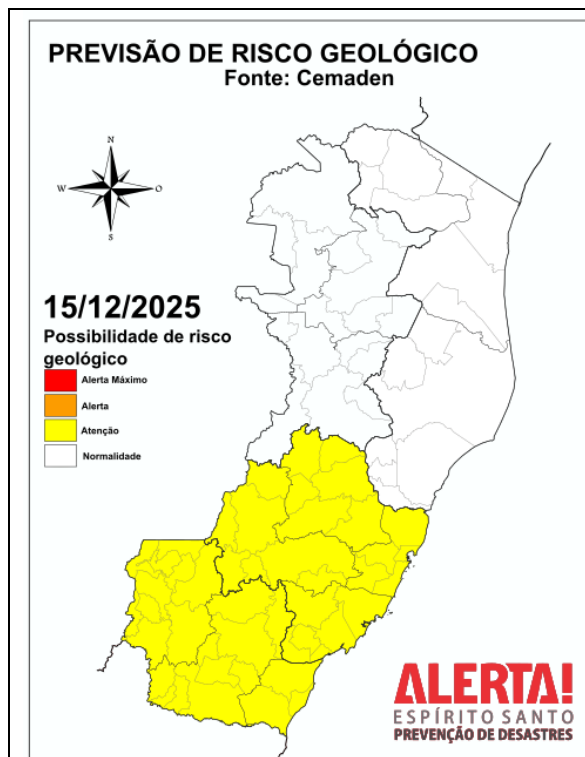 PREVISÃO DE RISCO GEOLÓGICO
Fonte: Cemaden
N
W
O
S
15/12/2025
Possibilidade de risco
geológico
Alerta Máximo
Alerta
Atenção
Normalidade
ALERTA!
ESPÍRITO SANTO
PREVENÇÃO DE DESASTRES